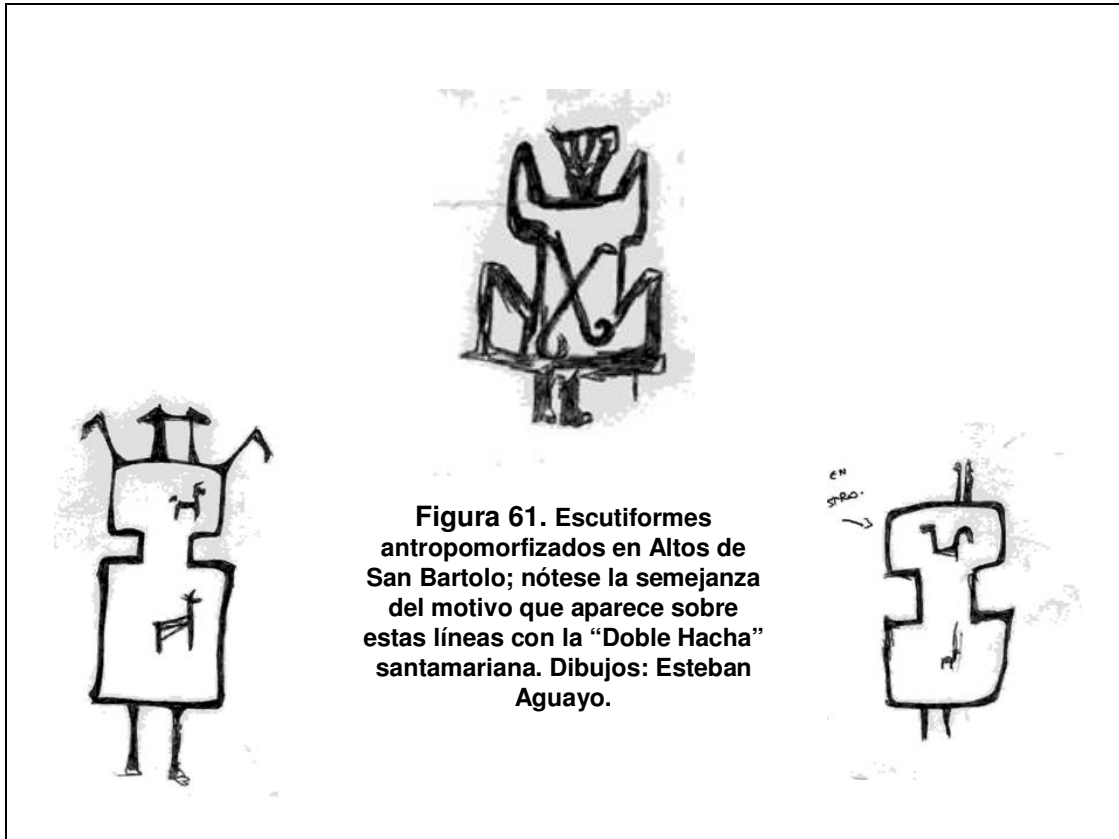 Figura 61. Escutiformes
antropomorfizados en Altos de
San Bartolo; nótese la semejanza
del motivo que aparece sobre
estas líneas con la “Doble Hacha”
santamariana. Dibujos: Esteban
Aguayo.
EN